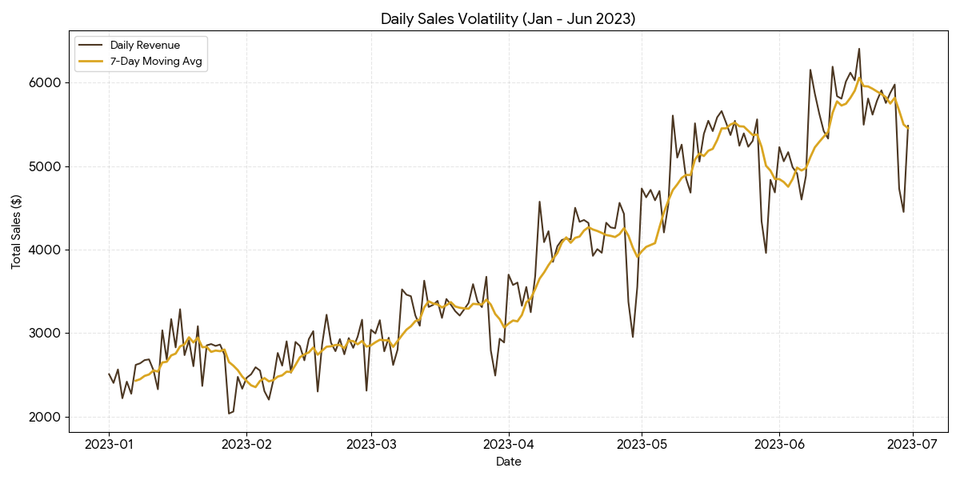 Daily Sales Volatility (Jan - Jun 2023)
Daily Revenue
7-Day Moving Avg
Total Sales ($)
6000
5000
4000
3000
2000
2023-01
2023-02
2023-03
2023-04
2023-05
2023-06
2023-07
Date